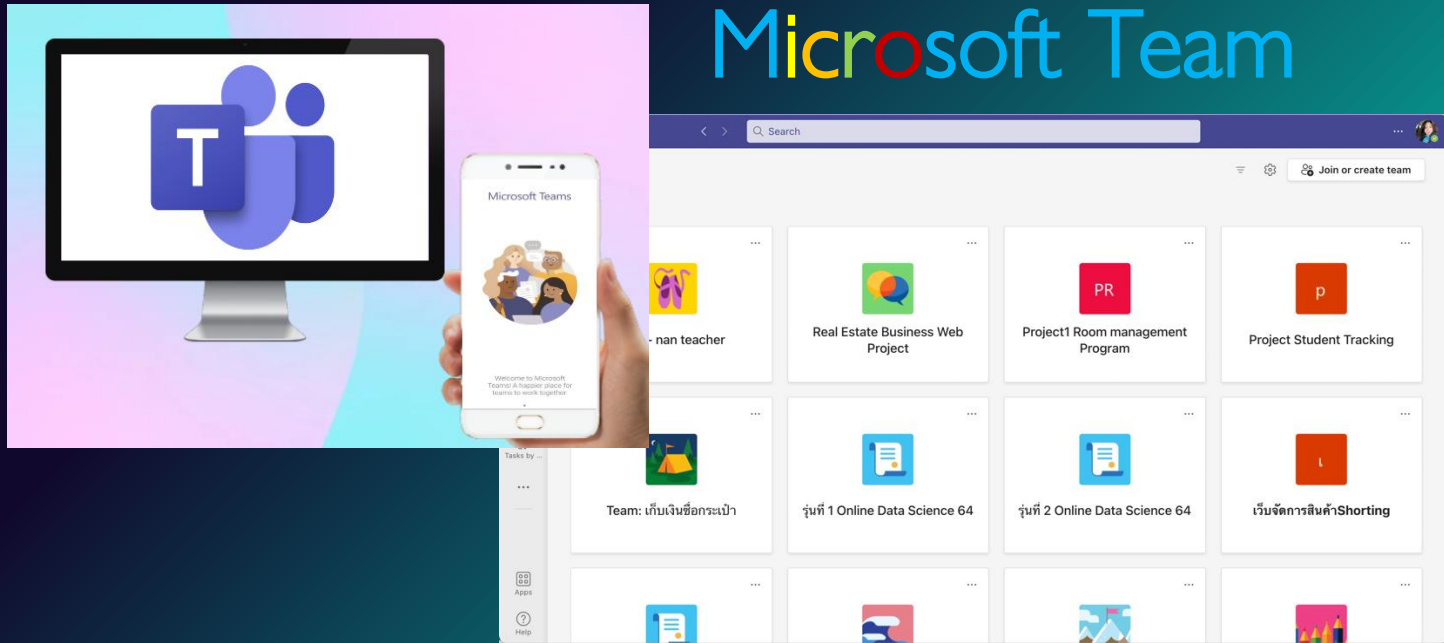 Microsoft Team
T
Microsoft Teams
Welcome to Microsoft
Teams! A happier place for
teams to work together
Search
Join or create team
- nan teacher
Real Estate Business Web
Project
PR
Project1 Room management
Program
p
Project Student Tracking
Tasks by ...
Team: เก็บเงินซื้อกระเป๋า
รุ่นที่ 1 Online Data Science 64
รุ่นที่ 2 Online Data Science 64
เ
เว็บจัดการสินค้าShorting
Apps
Help